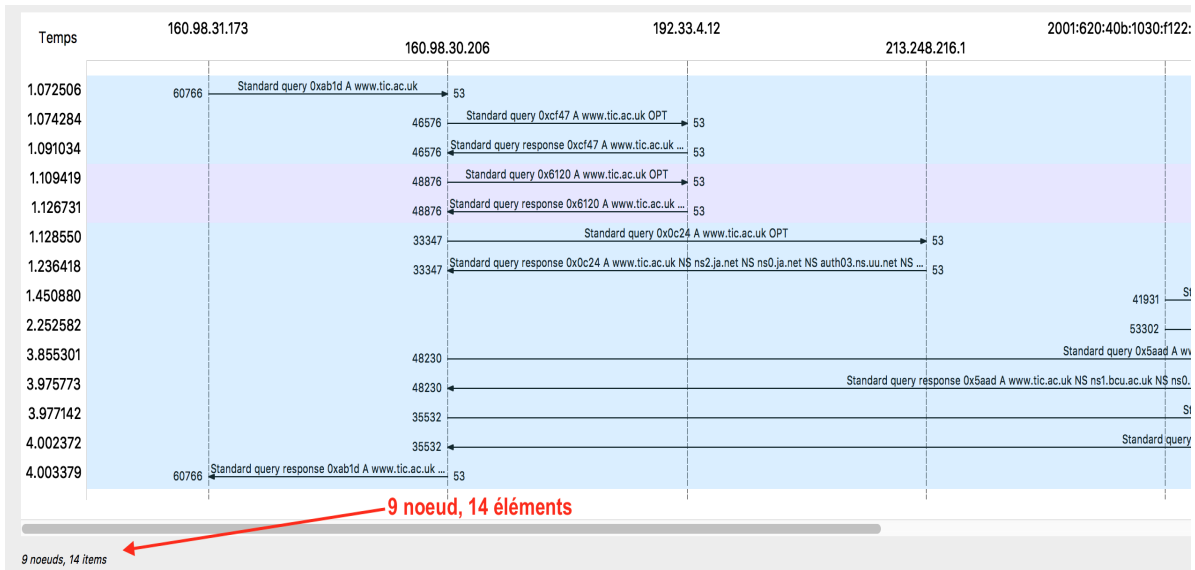 160.98.31.173 192.33.4.12 2001:620:40b:1030:f122:
Temps
160.98.30.206 213.248.216.1
1.072506 60766 Standard query 0xab1d A www.tic.ac.uk 53
1.074284 46576 Standard query 0xcf47 A www.tic.ac.uk OPT 53
1.091034 46576 Standard query response 0xcf47 A www.tic.ac.uk ... 53
1.109419 48876 Standard query 0x6120 A www.tic.ac.uk OPT 53
1.126731 48876 Standard query response 0x6120 A www.tic.ac.uk ... 53
1.128550 33347 Standard query 0x0c24 A www.tic.ac.uk OPT 53
1.236418 33347 Standard query response 0x0c24 A www.tic.ac.uk NS ns2.ja.net NS ns0.ja.net NS auth03.ns.uu.net NS ... 53
1.450880 41931 St
2.252582 53302
3.855301 48230 Standard query 0x5aad A ww
3.975773 48230 Standard query response 0x5aad A www.tic.ac.uk NS ns1.bcu.ac.uk NS ns0.
3.977142 35532 St
4.002372 35532 Standard query
4.003379 60766 Standard query response 0xab1d A www.tic.ac.uk ... 53
9 noeud, 14 éléments
9 noeuds, 14 items